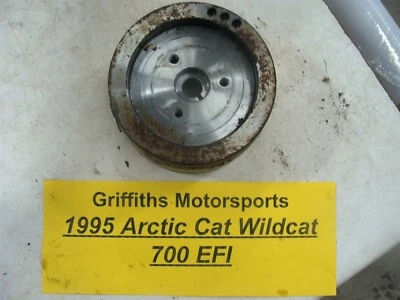 Griffiths Motorsports
1995 Arctic Cat Wildcat
700 EFI